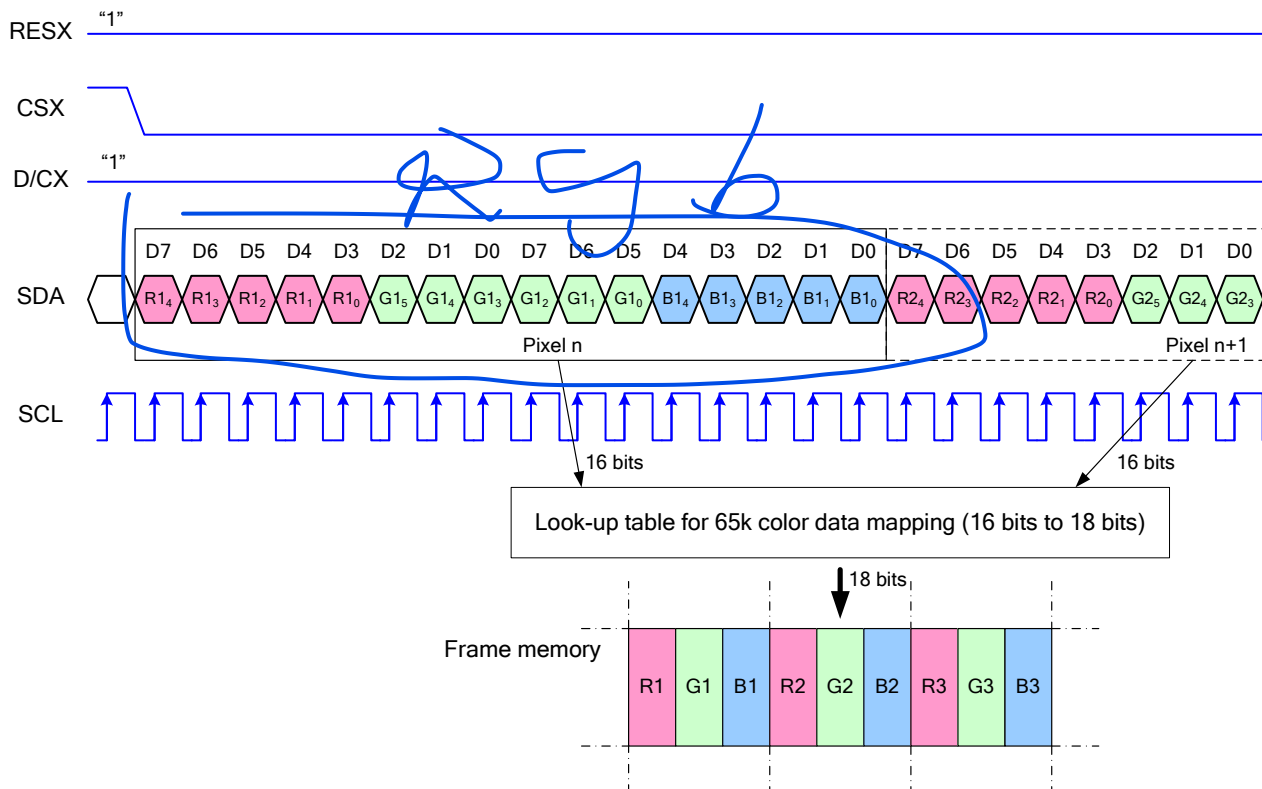 RESX “1”
CSX
D/CX “1”
R g b
D7 D6 D5 D4 D3 D2 D1 D0 D7 D6 D5 D4 D3 D2 D1 D0 D7 D6 D5 D4 D3 D2 D1 D0
SDA R1₄ R1₃ R1₂ R1₁ R1₀ G1₅ G1₄ G1₃ G1₂ G1₁ G1₀ B1₄ B1₃ B1₂ B1₁ B1₀ R2₄ R2₃ R2₂ R2₁ R2₀ G2₅ G2₄ G2₃
Pixel n Pixel n+1
SCL
16 bits 16 bits
Look-up table for 65k color data mapping (16 bits to 18 bits)
18 bits
Frame memory
R1 G1 B1 R2 G2 B2 R3 G3 B3